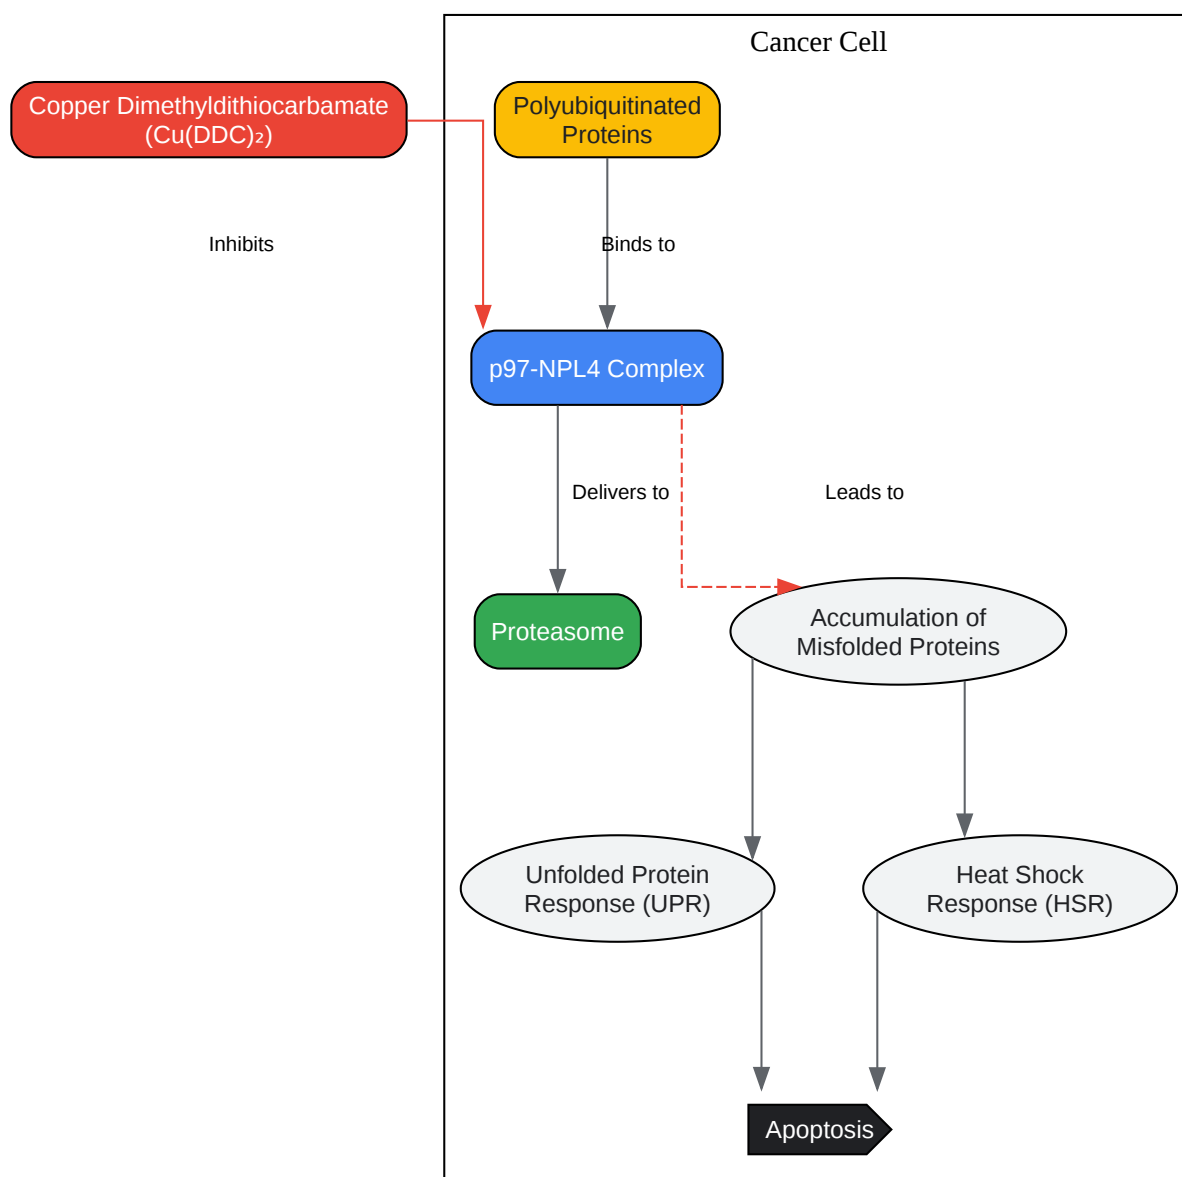 Cancer Cell
Copper Dimethyldithiocarbamate
(Cu(DDC)₂)
Polyubiquitinated
Proteins
Inhibits
Binds to
p97-NPL4 Complex
Delivers to
Leads to
Proteasome
Accumulation of
Misfolded Proteins
Unfolded Protein
Response (UPR)
Heat Shock
Response (HSR)
Apoptosis